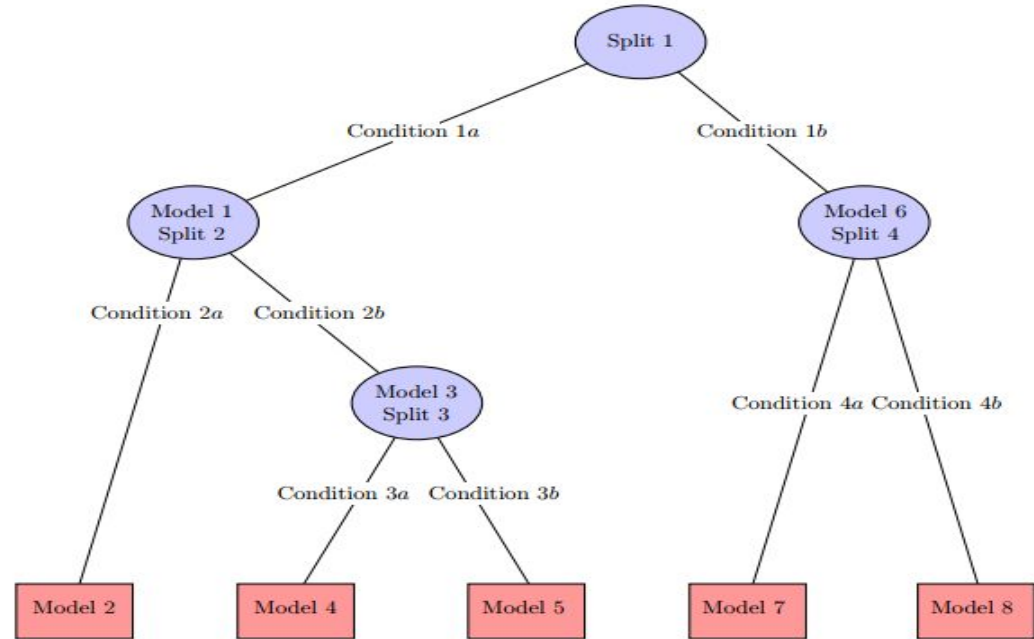 Split 1
Condition 1a
Condition 1b
Model 1
Split 2
Model 6
Split 4
Condition 2a
Condition 2b
Model 3
Split 3
Condition 4a
Condition 4b
Condition 3a
Condition 3b
Model 2
Model 4
Model 5
Model 7
Model 8